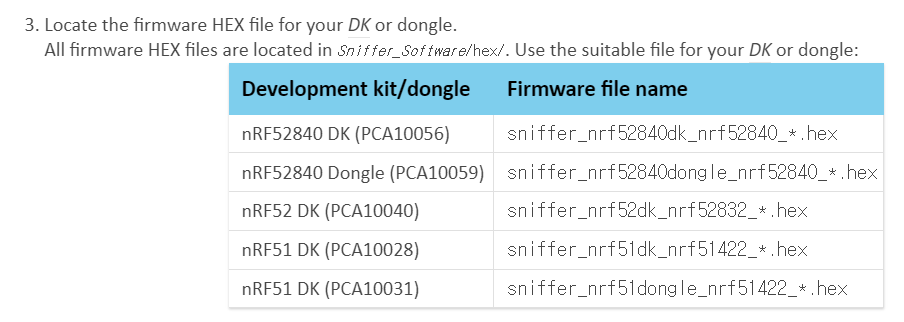 3. Locate the firmware HEX file for your DK or dongle.
All firmware HEX files are located in Sniffer_Software/hex/. Use the suitable file for your DK or dongle:
Development kit/dongle Firmware file name
nRF52840 DK (PCA10056) sniffer_nrf52840dk_nrf52840_*.hex
nRF52840 Dongle (PCA10059) sniffer_nrf52840dongle_nrf52840_*.hex
nRF52 DK (PCA10040) sniffer_nrf52dk_nrf52832_*.hex
nRF51 DK (PCA10028) sniffer_nrf51dk_nrf51422_*.hex
nRF51 DK (PCA10031) sniffer_nrf51dongle_nrf51422_*.hex